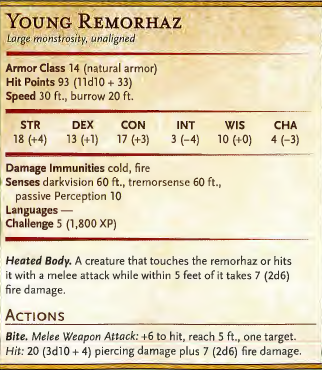 YOUNG REMORHAZ
Large monstrosity, unaligned
Armor Class 14 (natural armor)
Hit Points 93 (11d10 + 33)
Speed 30 ft., burrow 20 ft.
STR DEX CON INT WIS CHA
18 (+4) 13 (+1) 17 (+3) 3 (−4) 10 (+0) 4 (−3)
Damage Immunities cold, fire
Senses darkvision 60 ft., tremorsense 60 ft.,
passive Perception 10
Languages —
Challenge 5 (1,800 XP)
Heated Body. A creature that touches the remorhaz or hits
it with a melee attack while within 5 feet of it takes 7 (2d6)
fire damage.
ACTIONS
Bite. Melee Weapon Attack: +6 to hit, reach 5 ft., one target.
Hit: 20 (3d10 + 4) piercing damage plus 7 (2d6) fire damage.